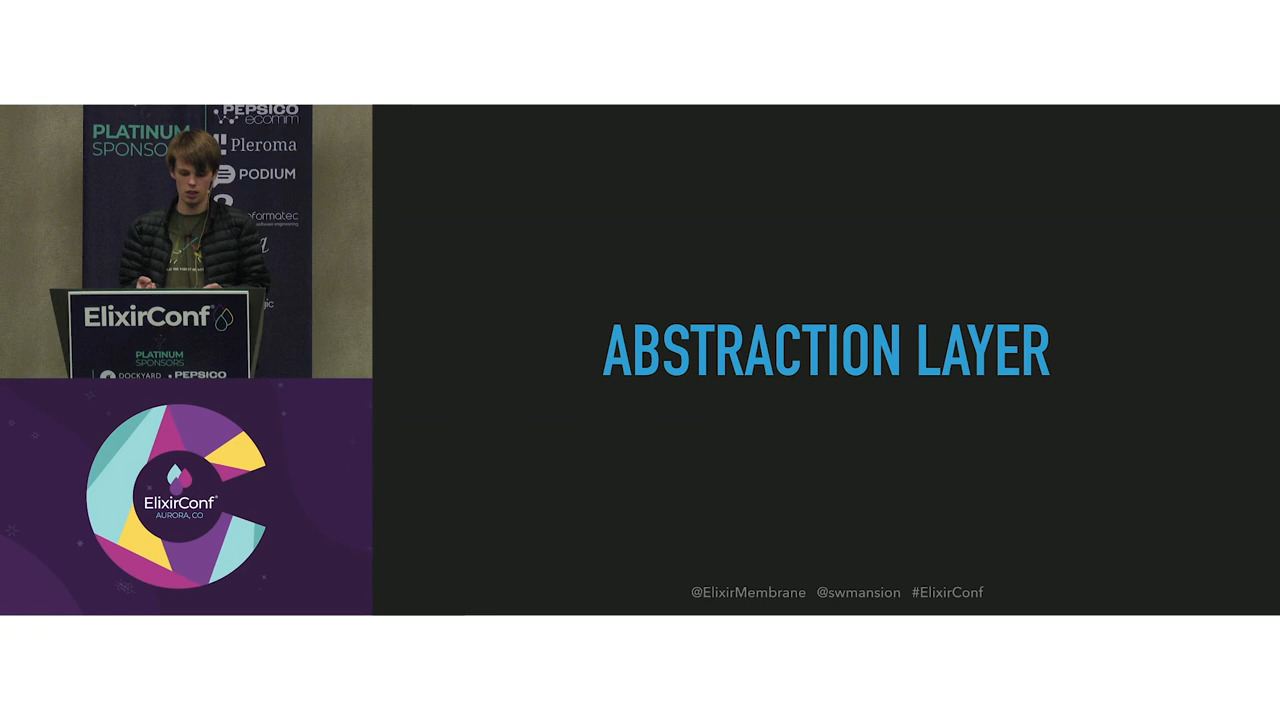 PLATINUM
SPONSORS
PEPSICO
ecomm
Pleroma
PODIUM
ElixirConf
PLATINUM
SPONSORS
DOCKYARD
PEPSICO
ElixirConf
AURORA, CO
ABSTRACTION LAYER
@ElixirMembrane @swmansion #ElixirConf